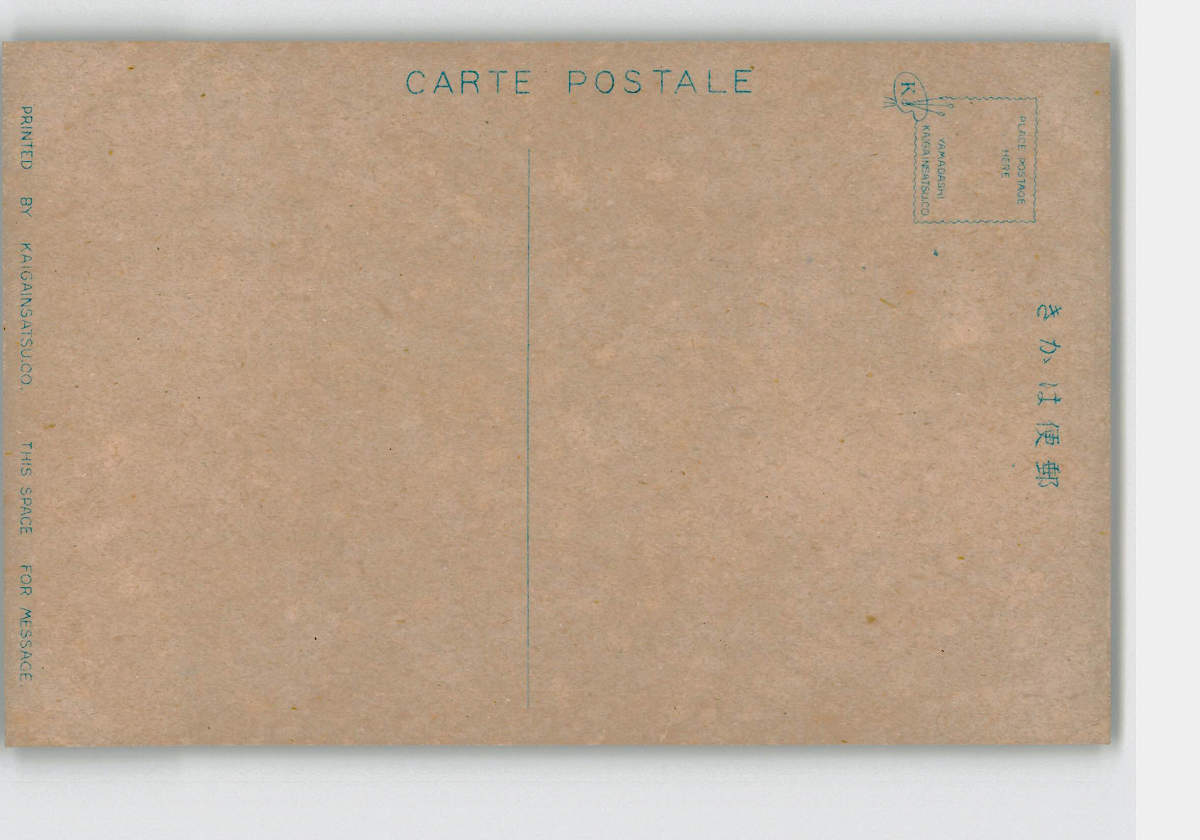 CARTE POSTALE
K
PLACE POSTAGE
HERE
YAMADASHI
KAIGAINSATSU.CO.
郵便はかき
PRINTED BY KAIGAINSATSU.CO. THIS SPACE FOR MESSAGE.